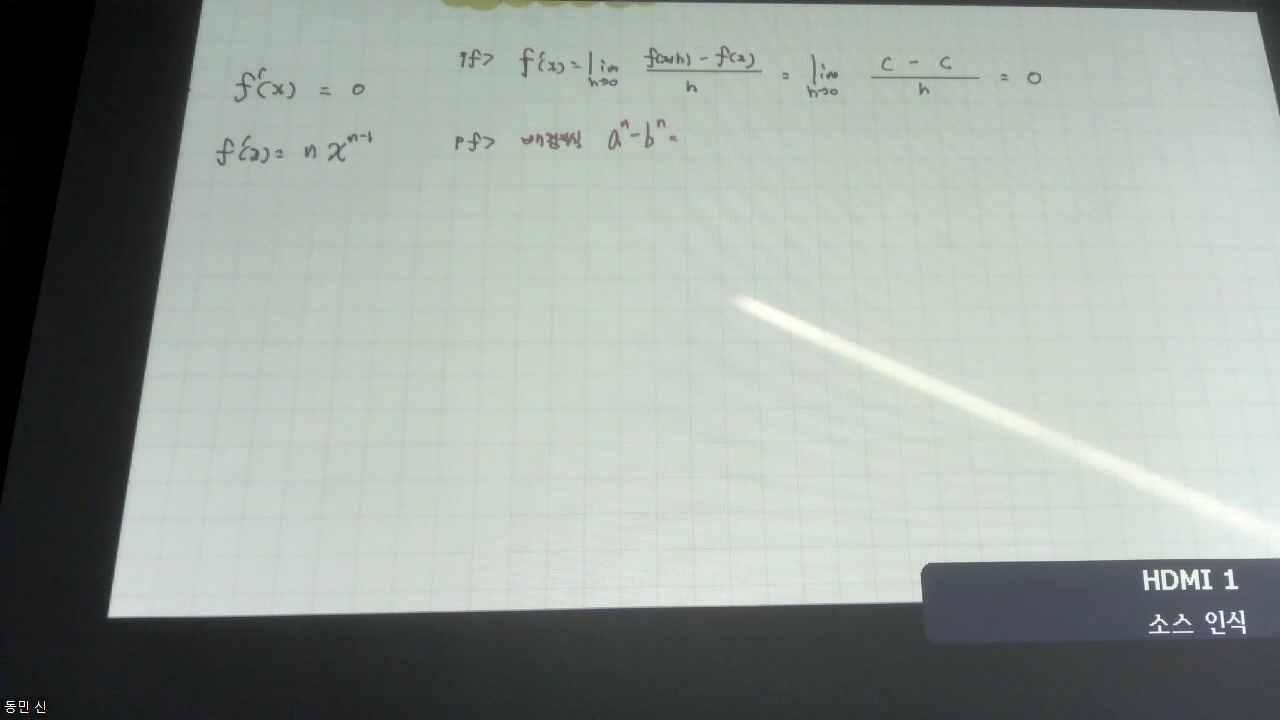 f'(x) = 0
pf> f'(x) = lim h→0 f(x+h) - f(x) / h = lim h→0 c - c / h = 0
f'(x) = n x^{n-1}
pf> a^n - b^n =
HDMI 1
소스 인식
동민 신